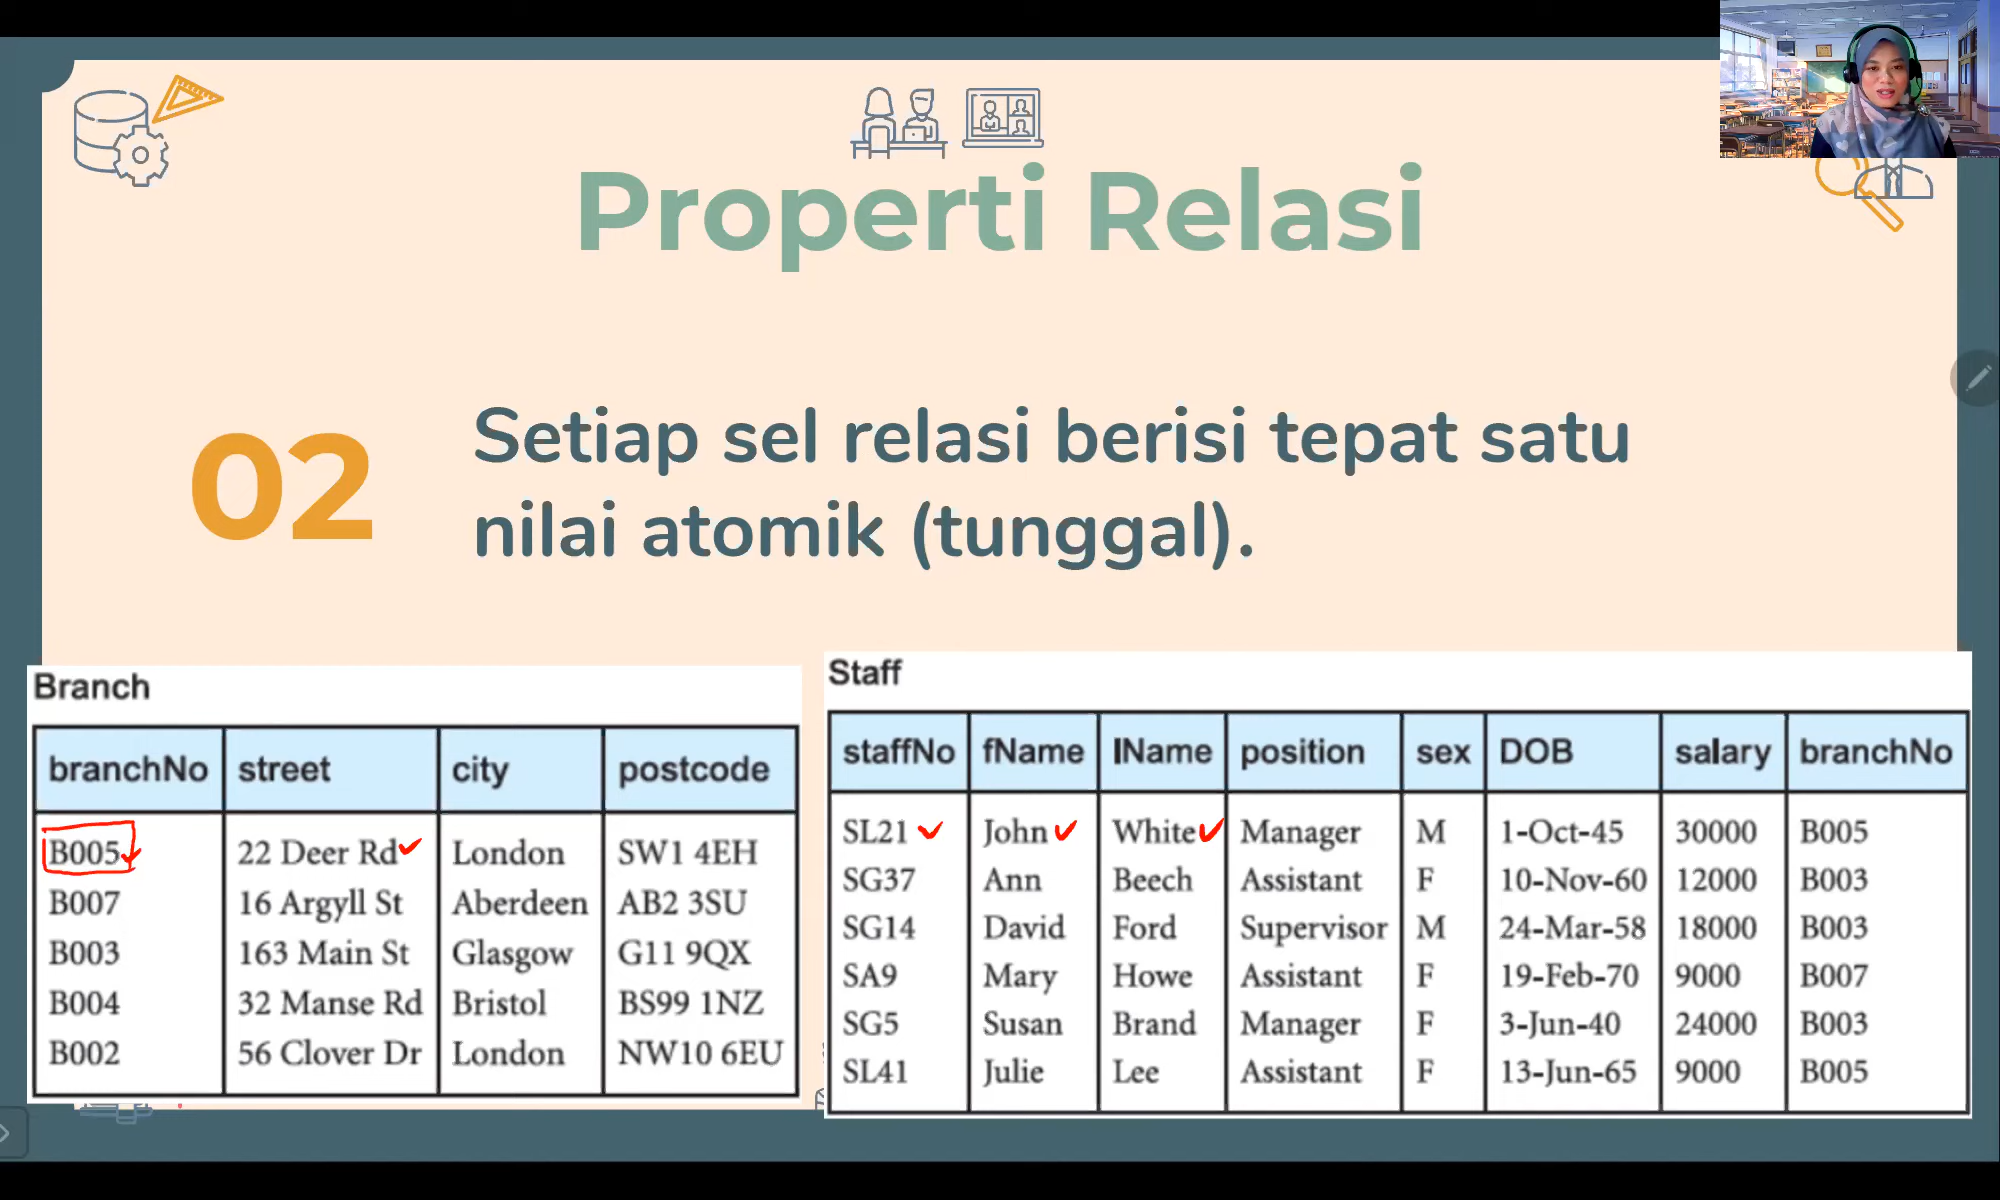 Properti Relasi
02
Setiap sel relasi berisi tepat satu
nilai atomik (tunggal).
Branch
branchNo street city postcode
B005 22 Deer Rd London SW1 4EH
B007 16 Argyll St Aberdeen AB2 3SU
B003 163 Main St Glasgow G11 9QX
B004 32 Manse Rd Bristol BS99 1NZ
B002 56 Clover Dr London NW10 6EU
Staff
staffNo fName lName position sex DOB salary branchNo
SL21 John White Manager M 1-Oct-45 30000 B005
SG37 Ann Beech Assistant F 10-Nov-60 12000 B003
SG14 David Ford Supervisor M 24-Mar-58 18000 B003
SA9 Mary Howe Assistant F 19-Feb-70 9000 B007
SG5 Susan Brand Manager F 3-Jun-40 24000 B003
SL41 Julie Lee Assistant F 13-Jun-65 9000 B005